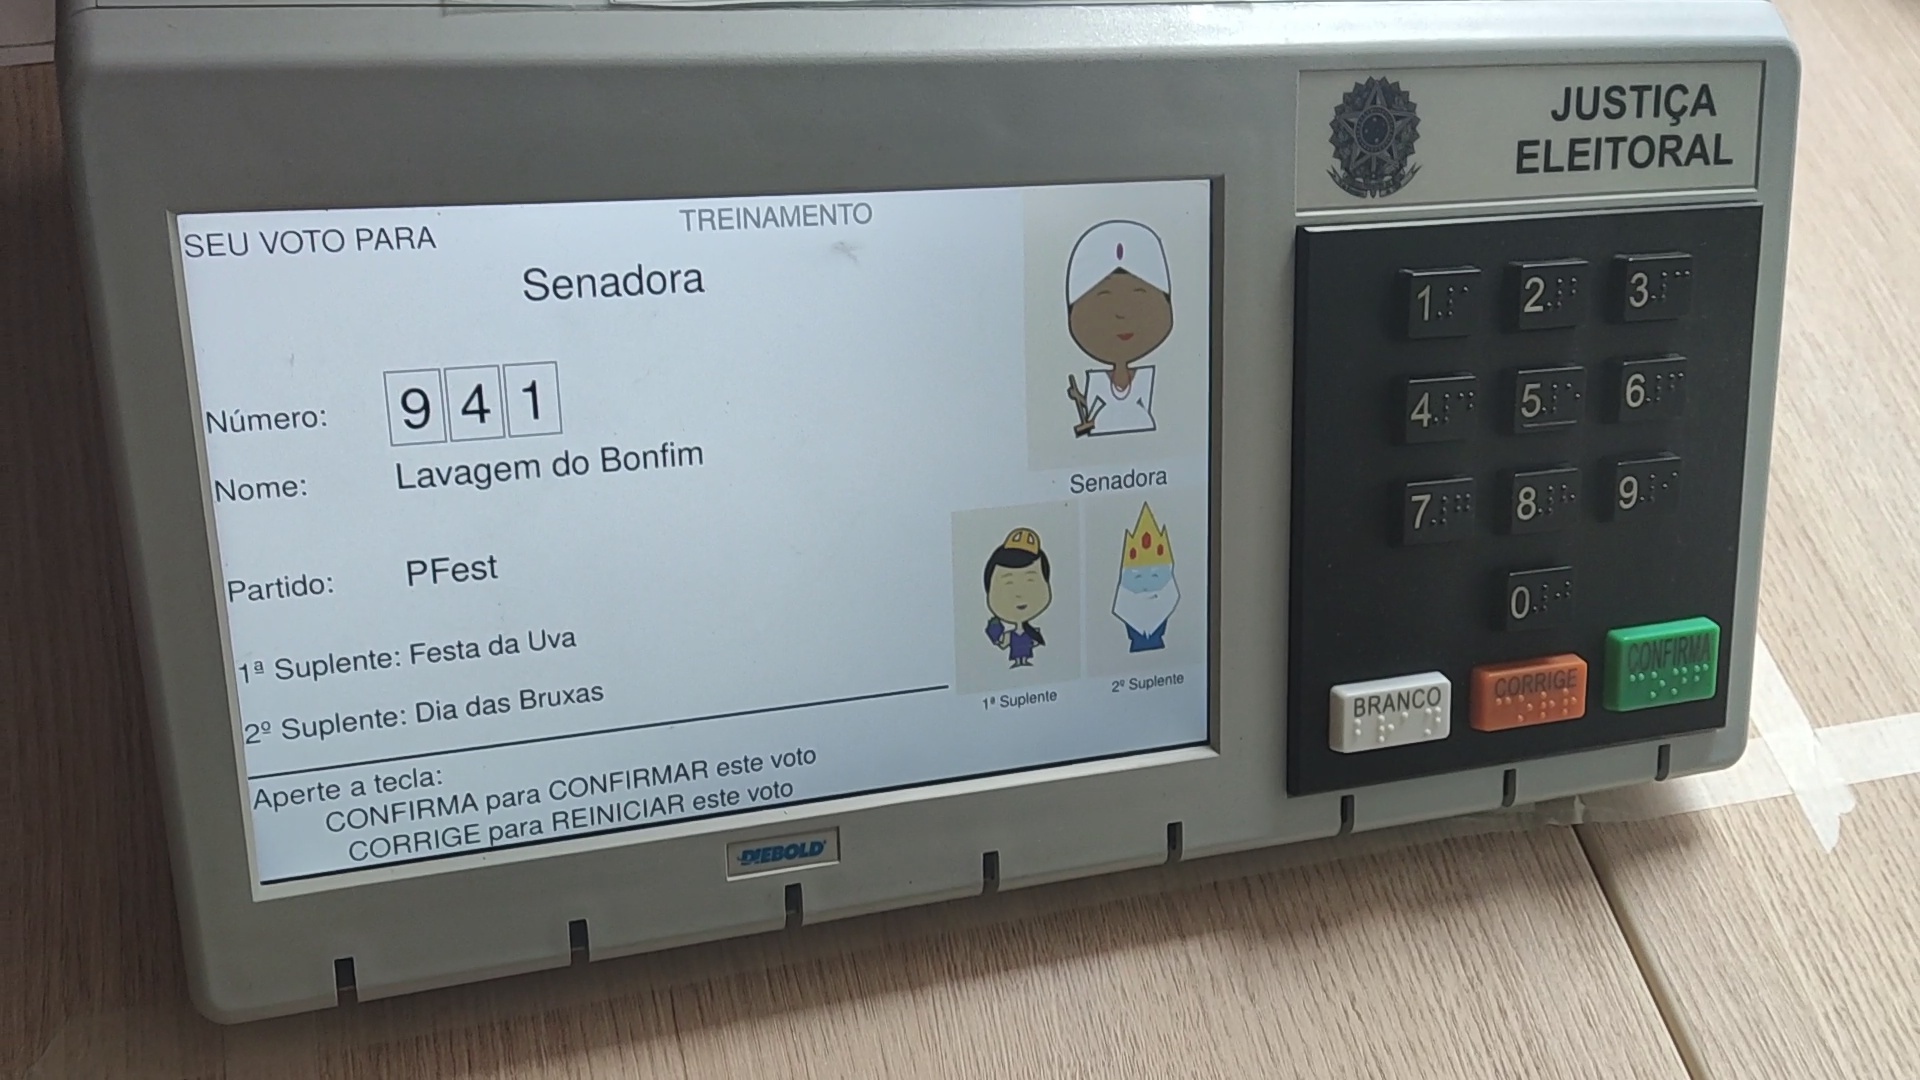 TREINAMENTO
SEU VOTO PARA
Senadora
Número: 9 4 1
Nome: Lavagem do Bonfim
Partido: PFest
1ª Suplente: Festa da Uva
2º Suplente: Dia das Bruxas
Senadora
1ª Suplente
2º Suplente
Aperte a tecla:
CONFIRMA para CONFIRMAR este voto
CORRIGE para REINICIAR este voto
DIEBOLD
JUSTIÇA
ELEITORAL
1 2 3
4 5 6
7 8 9
0
BRANCO CORRIGE CONFIRMA